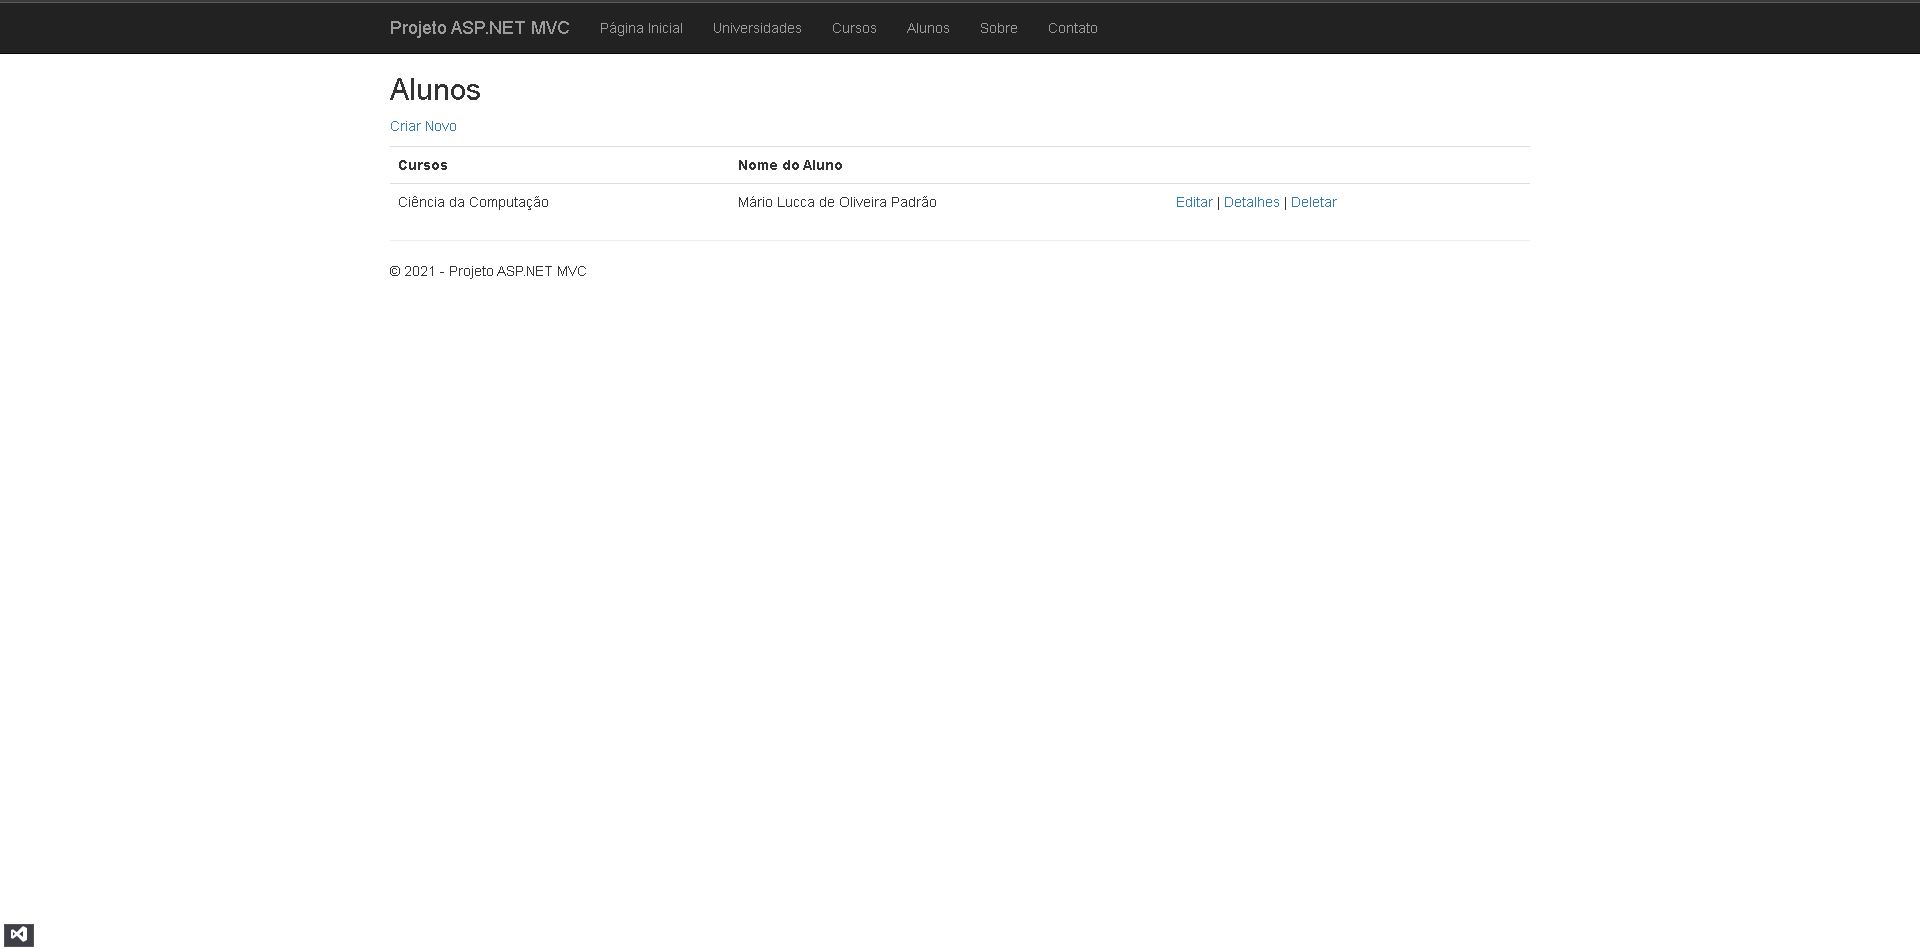 Projeto ASP.NET MVC Página Inicial Universidades Cursos Alunos Sobre Contato
Alunos
Criar Novo
Cursos Nome do Aluno
Ciência da Computação Mário Lucca de Oliveira Padrão Editar | Detalhes | Deletar
© 2021 - Projeto ASP.NET MVC